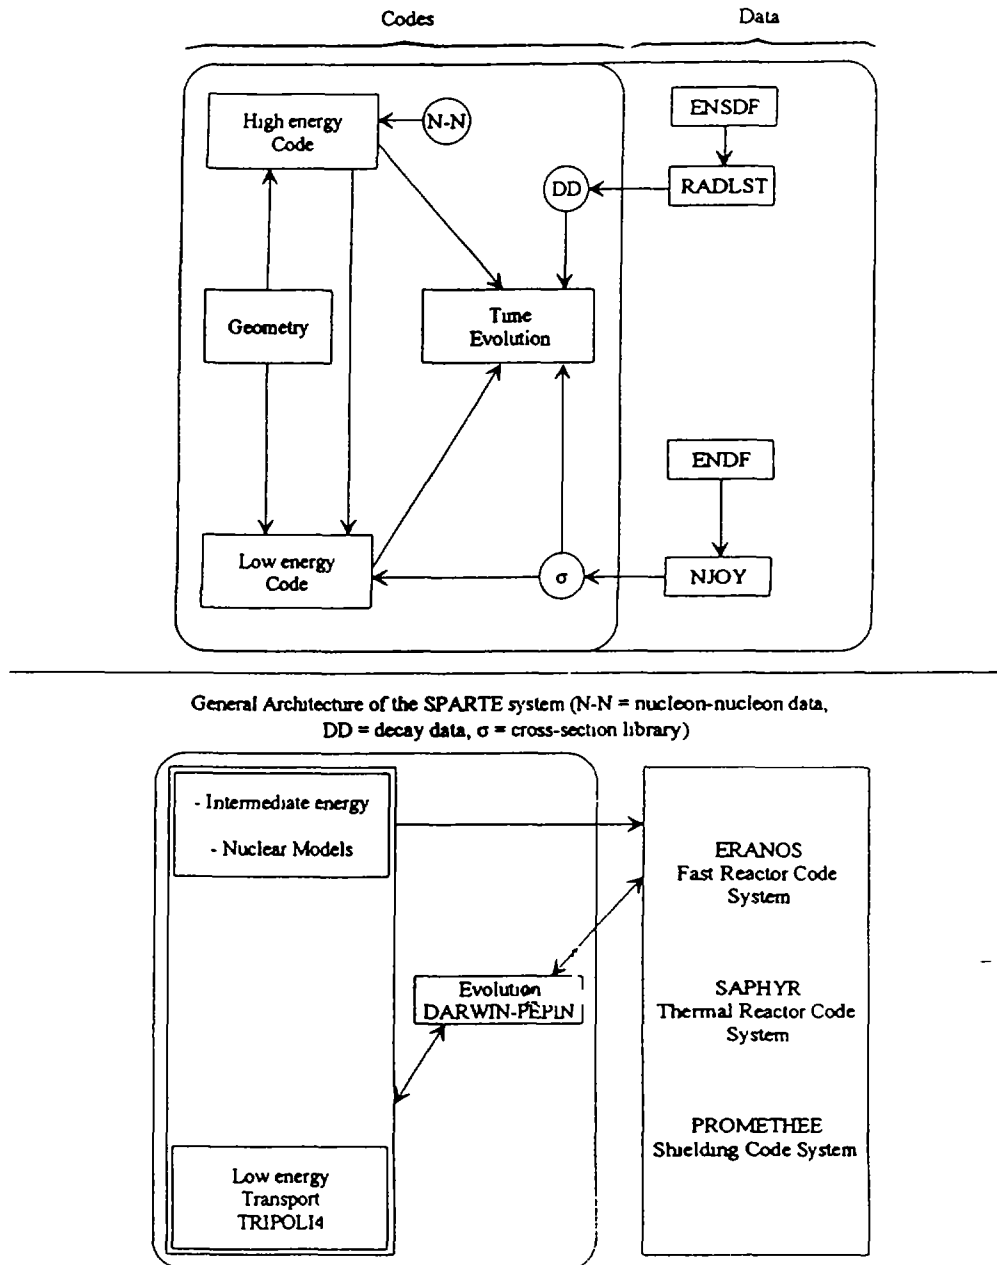 Codes
Data
High energy
Code
N-N
ENSDF
DD
RADLST
Geometry
Time
Evolution
ENDF
Low energy
Code
σ
NJOY
General Architecture of the SPARTE system (N-N = nucleon-nucleon data,
DD = decay data, σ = cross-section library)
- Intermediate energy
- Nuclear Models
ERANOS
Fast Reactor Code
System
Evolution
DARWIN-PEPIN
SAPHYR
Thermal Reactor Code
System
PROMETHEE
Shielding Code System
Low energy
Transport
TRIPOLI4